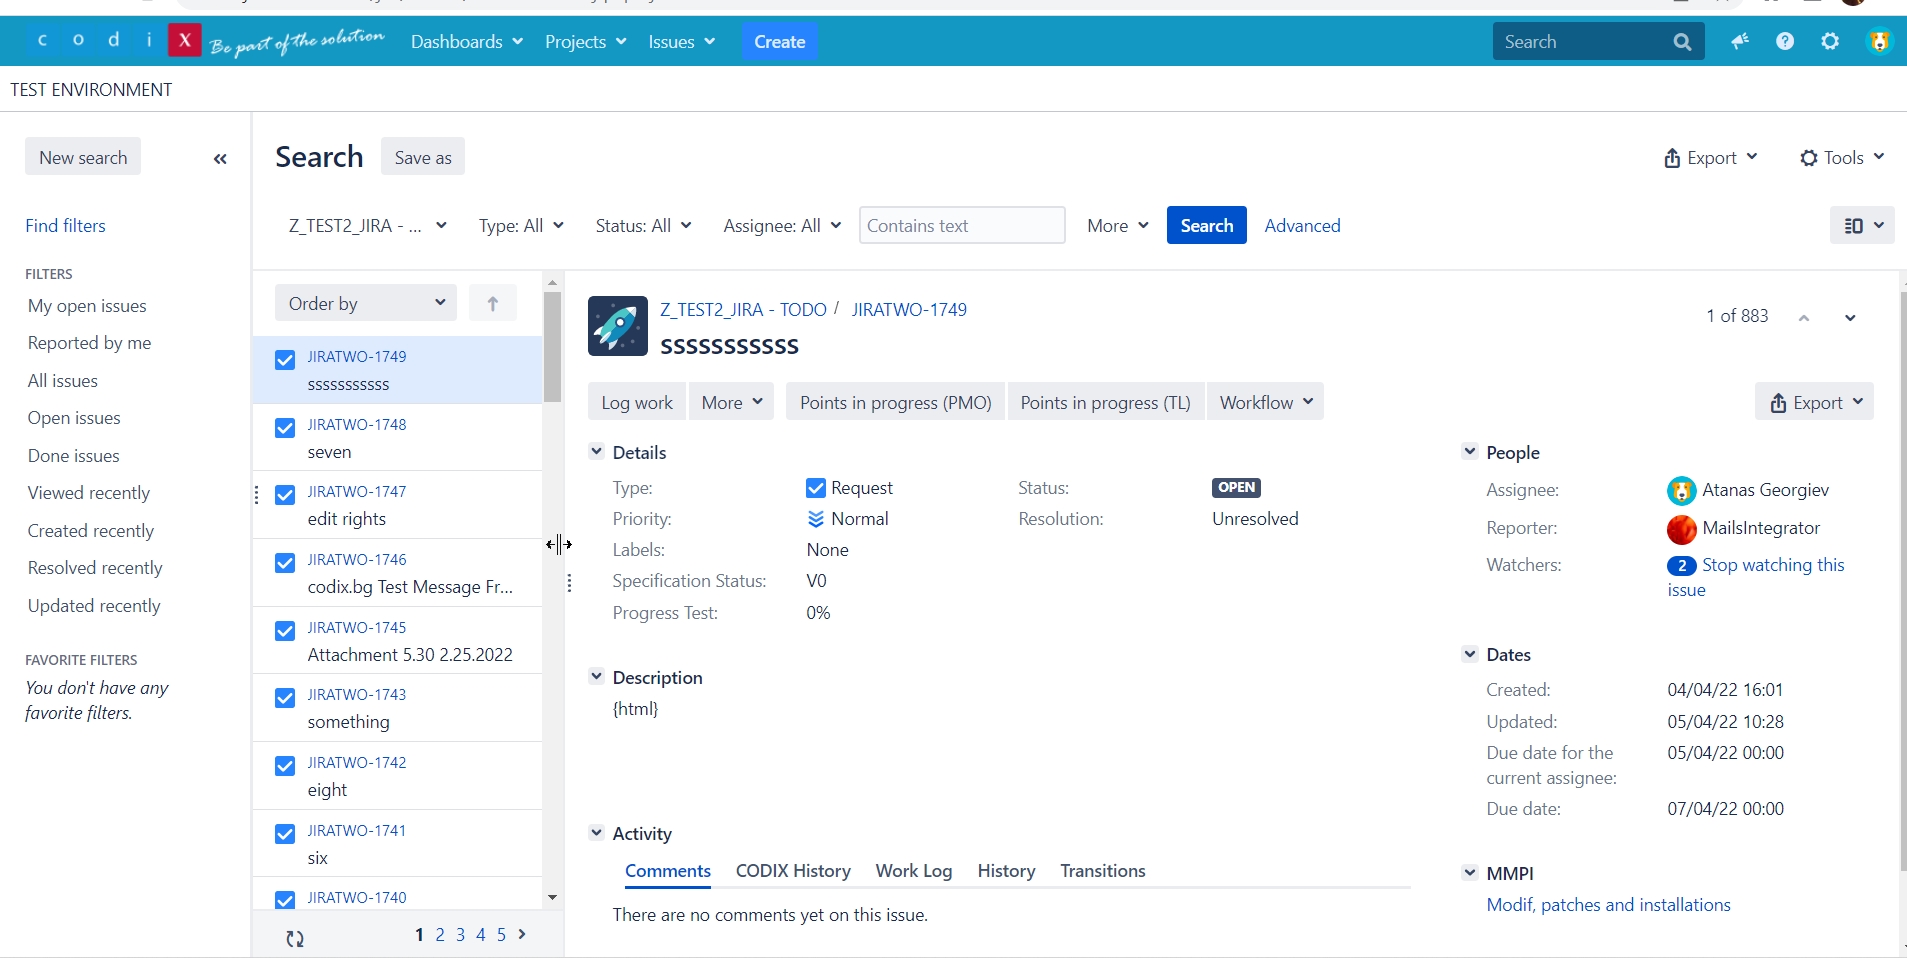 c o d i X Be part of the solution Dashboards Projects Issues Create Search
TEST ENVIRONMENT
New search
Search Save as Export Tools
Find filters
Z_TEST2_JIRA - ... Type: All Status: All Assignee: All Contains text More Search Advanced
FILTERS
My open issues
Reported by me
All issues
Open issues
Done issues
Viewed recently
Created recently
Resolved recently
Updated recently
FAVORITE FILTERS
You don't have any
favorite filters.
Order by
JIRATWO-1749
sssssssssss
JIRATWO-1748
seven
JIRATWO-1747
edit rights
JIRATWO-1746
codix.bg Test Message Fr...
JIRATWO-1745
Attachment 5.30 2.25.2022
JIRATWO-1743
something
JIRATWO-1742
eight
JIRATWO-1741
six
JIRATWO-1740
1 2 3 4 5
Z_TEST2_JIRA - TODO / JIRATWO-1749
1 of 883
sssssssssss
Log work More Points in progress (PMO) Points in progress (TL) Workflow Export
Details
Type: Request Status: OPEN
Priority: Normal Resolution: Unresolved
Labels: None
Specification Status: V0
Progress Test: 0%
Description
{html}
Activity
Comments CODIX History Work Log History Transitions
There are no comments yet on this issue.
People
Assignee: Atanas Georgiev
Reporter: MailsIntegrator
Watchers: 2 Stop watching this
issue
Dates
Created: 04/04/22 16:01
Updated: 05/04/22 10:28
Due date for the 05/04/22 00:00
current assignee:
Due date: 07/04/22 00:00
MMPI
Modif, patches and installations